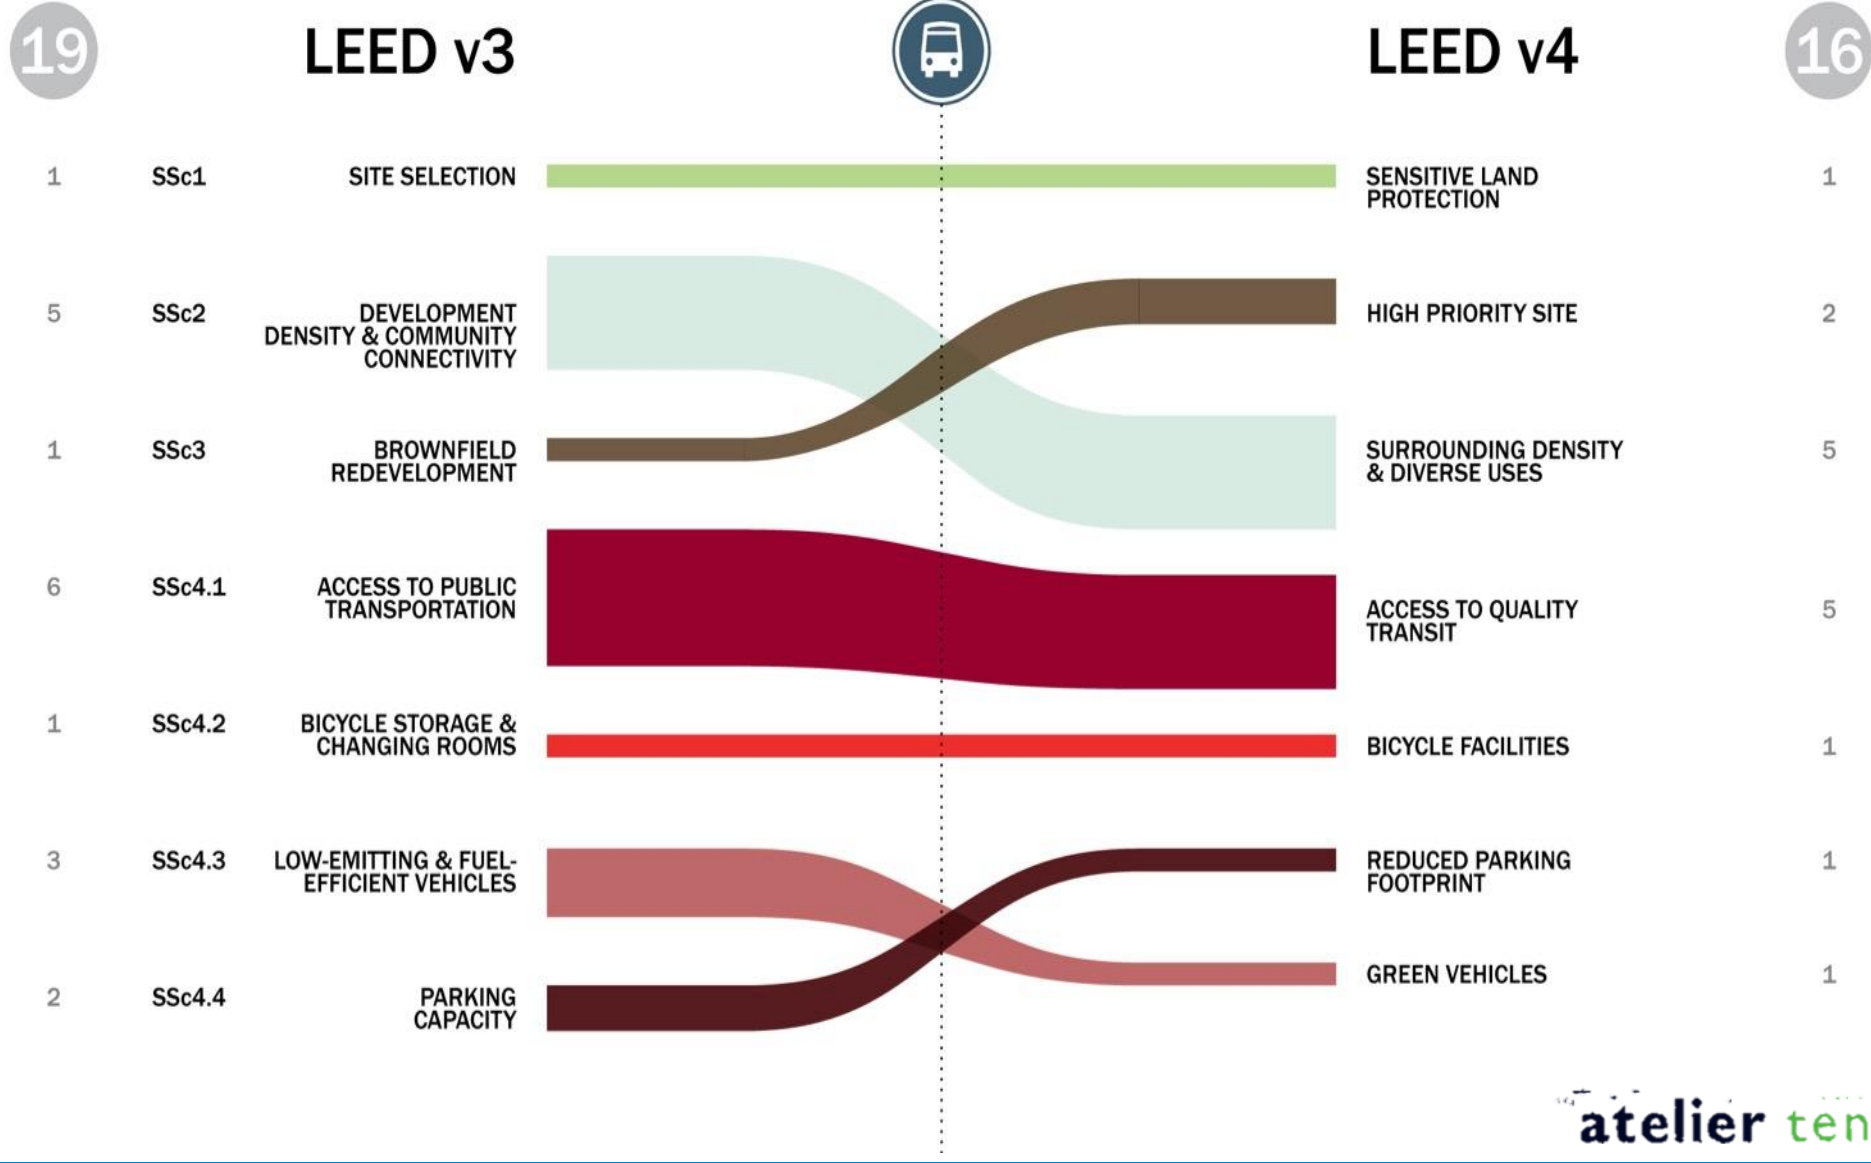 19
LEED v3
LEED v4
16
1
SSc1
SITE SELECTION
SENSITIVE LAND
PROTECTION
1
5
SSc2
DEVELOPMENT
DENSITY & COMMUNITY
CONNECTIVITY
HIGH PRIORITY SITE
2
1
SSc3
BROWNFIELD
REDEVELOPMENT
SURROUNDING DENSITY
& DIVERSE USES
5
6
SSc4.1
ACCESS TO PUBLIC
TRANSPORTATION
ACCESS TO QUALITY
TRANSIT
5
1
SSc4.2
BICYCLE STORAGE &
CHANGING ROOMS
BICYCLE FACILITIES
1
3
SSc4.3
LOW-EMITTING & FUEL-
EFFICIENT VEHICLES
REDUCED PARKING
FOOTPRINT
1
2
SSc4.4
PARKING
CAPACITY
GREEN VEHICLES
1
atelier ten